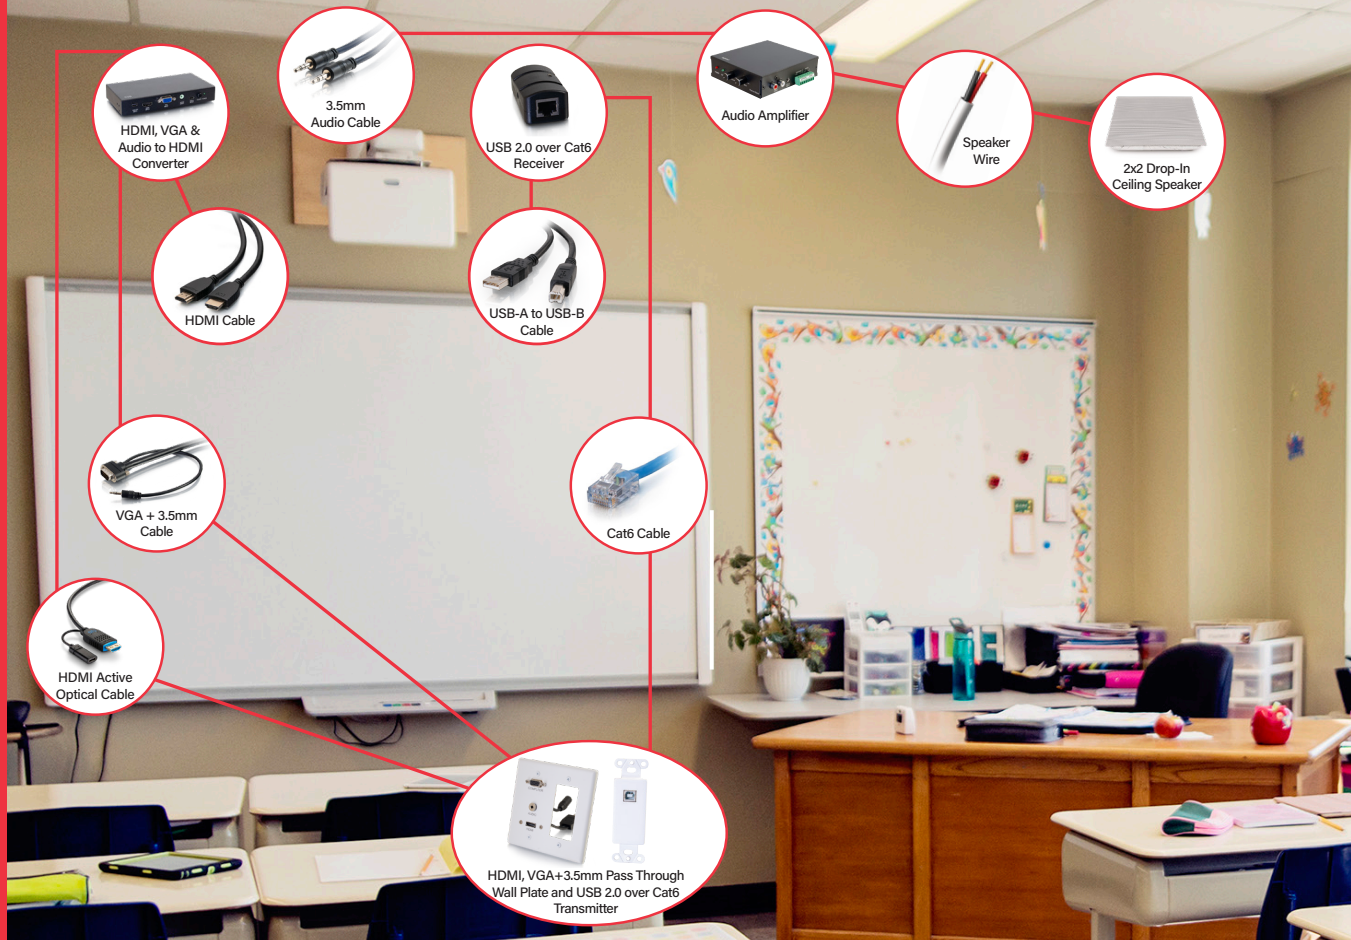 3.5mm
Audio Cable
HDMI, VGA &
Audio to HDMI
Converter
USB 2.0 over Cat6
Receiver
Audio Amplifier
Speaker
Wire
2x2 Drop-In
Ceiling Speaker
HDMI Cable
USB-A to USB-B
Cable
VGA + 3.5mm
Cable
Cat6 Cable
HDMI Active
Optical Cable
HDMI, VGA+3.5mm Pass Through
Wall Plate and USB 2.0 over Cat6
Transmitter